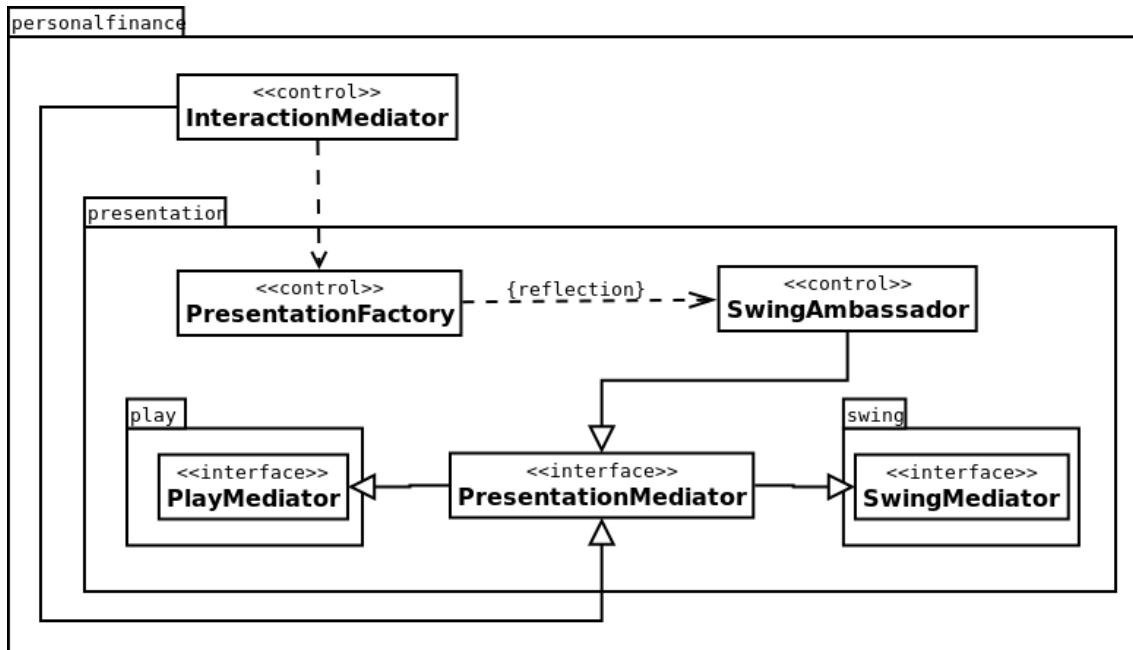 personalfinance
<<control>>
InteractionMediator
presentation
<<control>>
PresentationFactory
{reflection}
<<control>>
SwingAmbassador
play
<<interface>>
PlayMediator
<<interface>>
PresentationMediator
swing
<<interface>>
SwingMediator